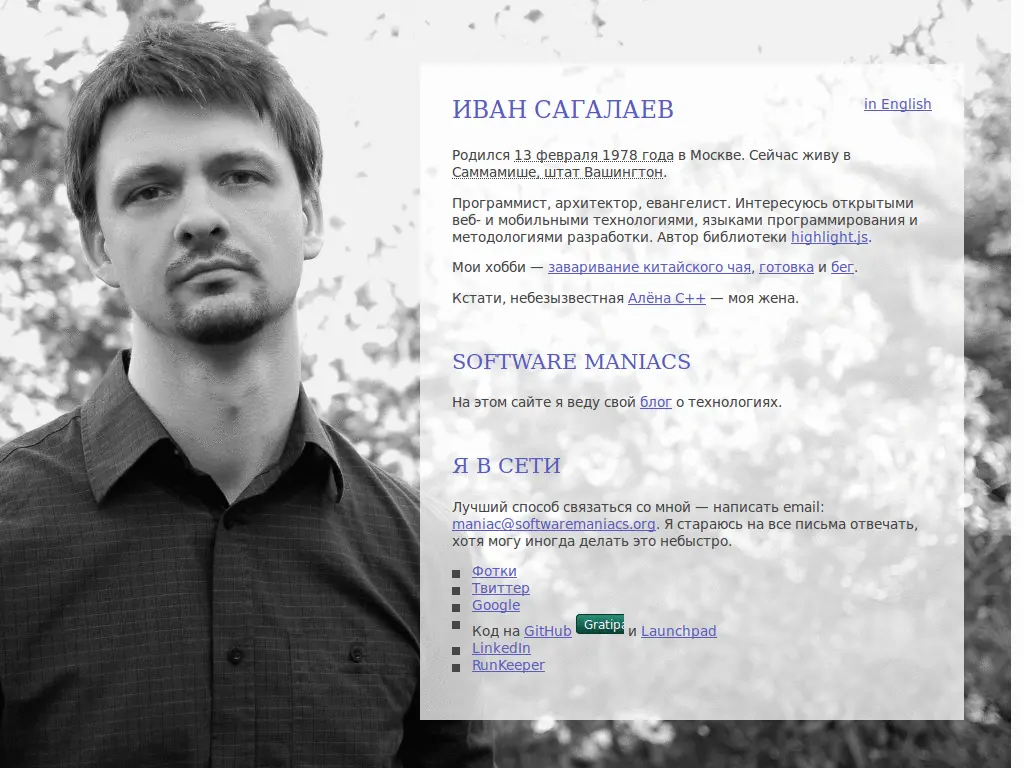 ИВАН САГАЛАЕВ
in English
Родился 13 февраля 1978 года в Москве. Сейчас живу в
Саммамише, штат Вашингтон.
Программист, архитектор, евангелист. Интересуюсь открытыми
веб- и мобильными технологиями, языками программирования и
методологиями разработки. Автор библиотеки highlight.js.
Мои хобби — заваривание китайского чая, готовка и бег.
Кстати, небезызвестная Алёна C++ — моя жена.
SOFTWARE MANIACS
На этом сайте я веду свой блог о технологиях.
Я В СЕТИ
Лучший способ связаться со мной — написать email:
maniac@softwaremaniacs.org. Я стараюсь на все письма отвечать,
хотя могу иногда делать это небыстро.
Фотки
Твиттер
Google
Код на GitHub Gratipa и Launchpad
LinkedIn
RunKeeper